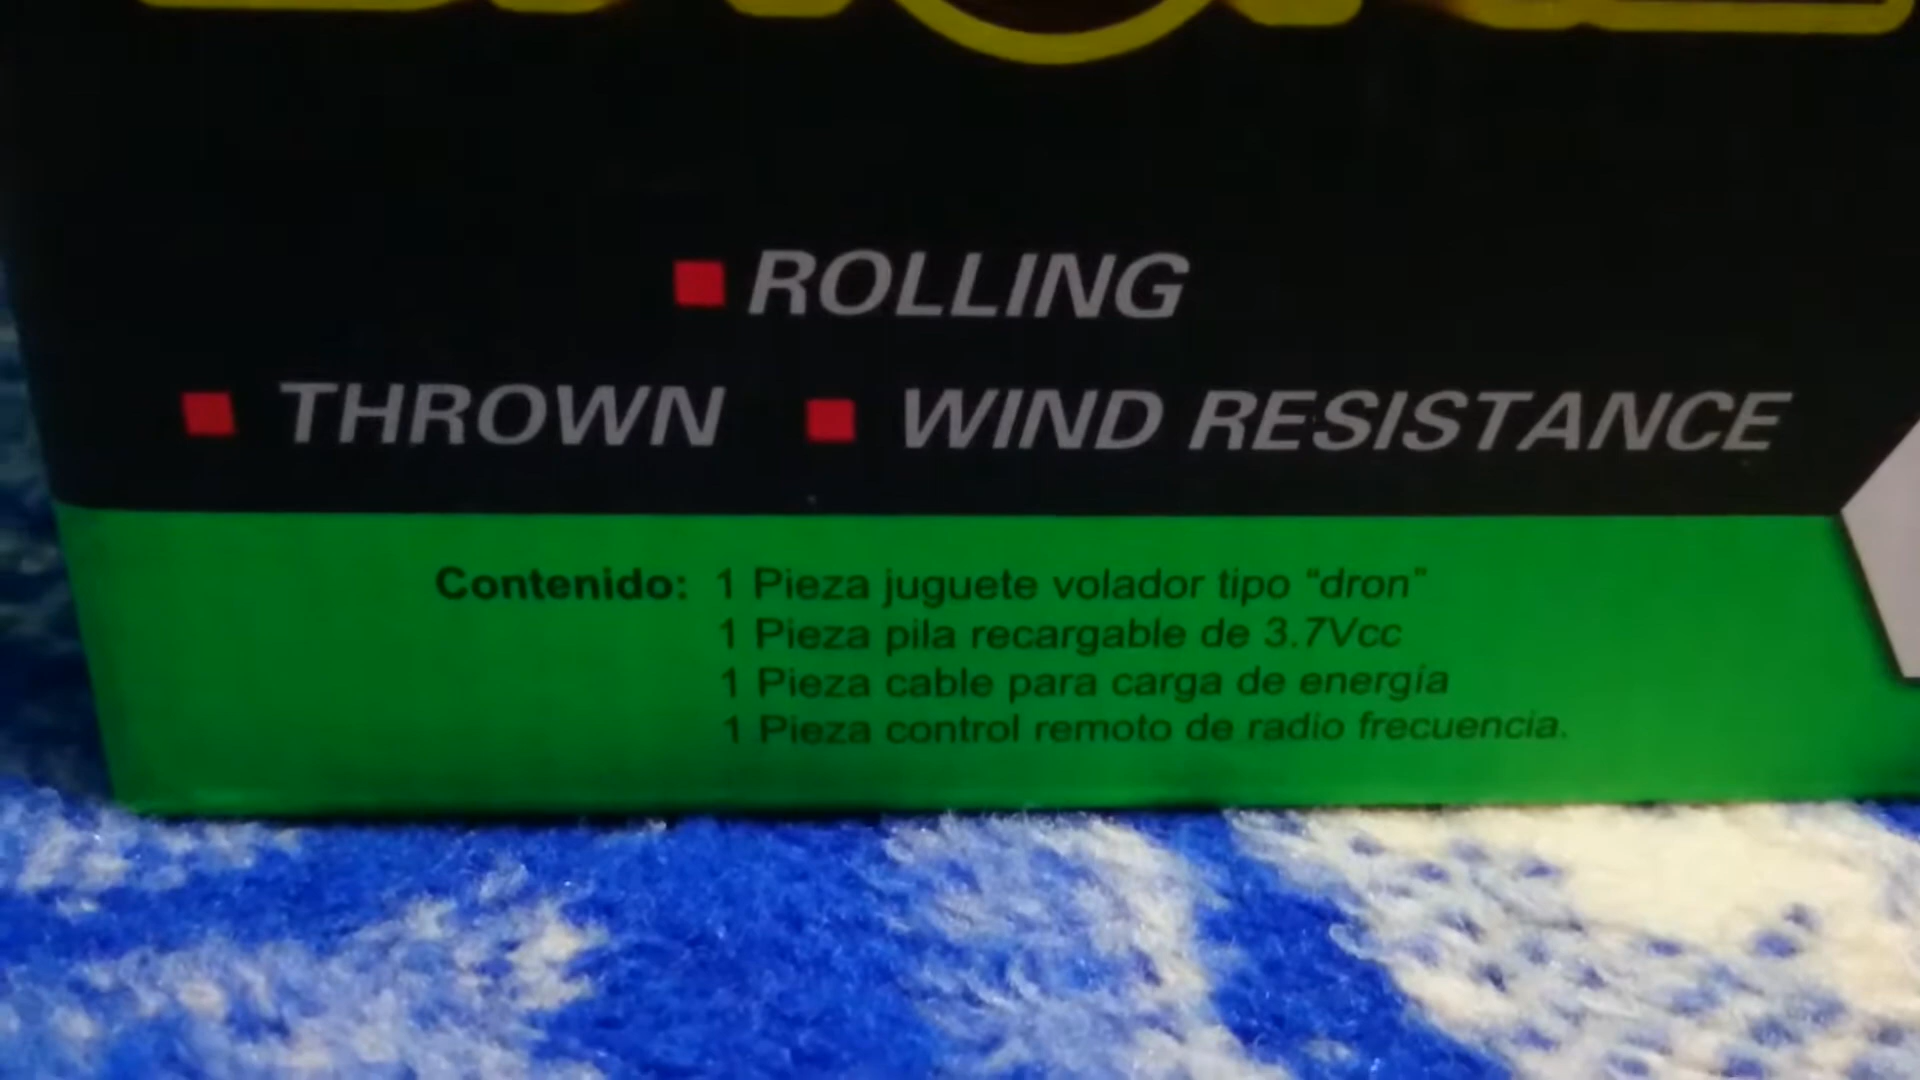 ROLLING
THROWN WIND RESISTANCE
Contenido: 1 Pieza juguete volador tipo “dron”
1 Pieza pila recargable de 3.7Vcc
1 Pieza cable para carga de energía
1 Pieza control remoto de radio frecuencia.